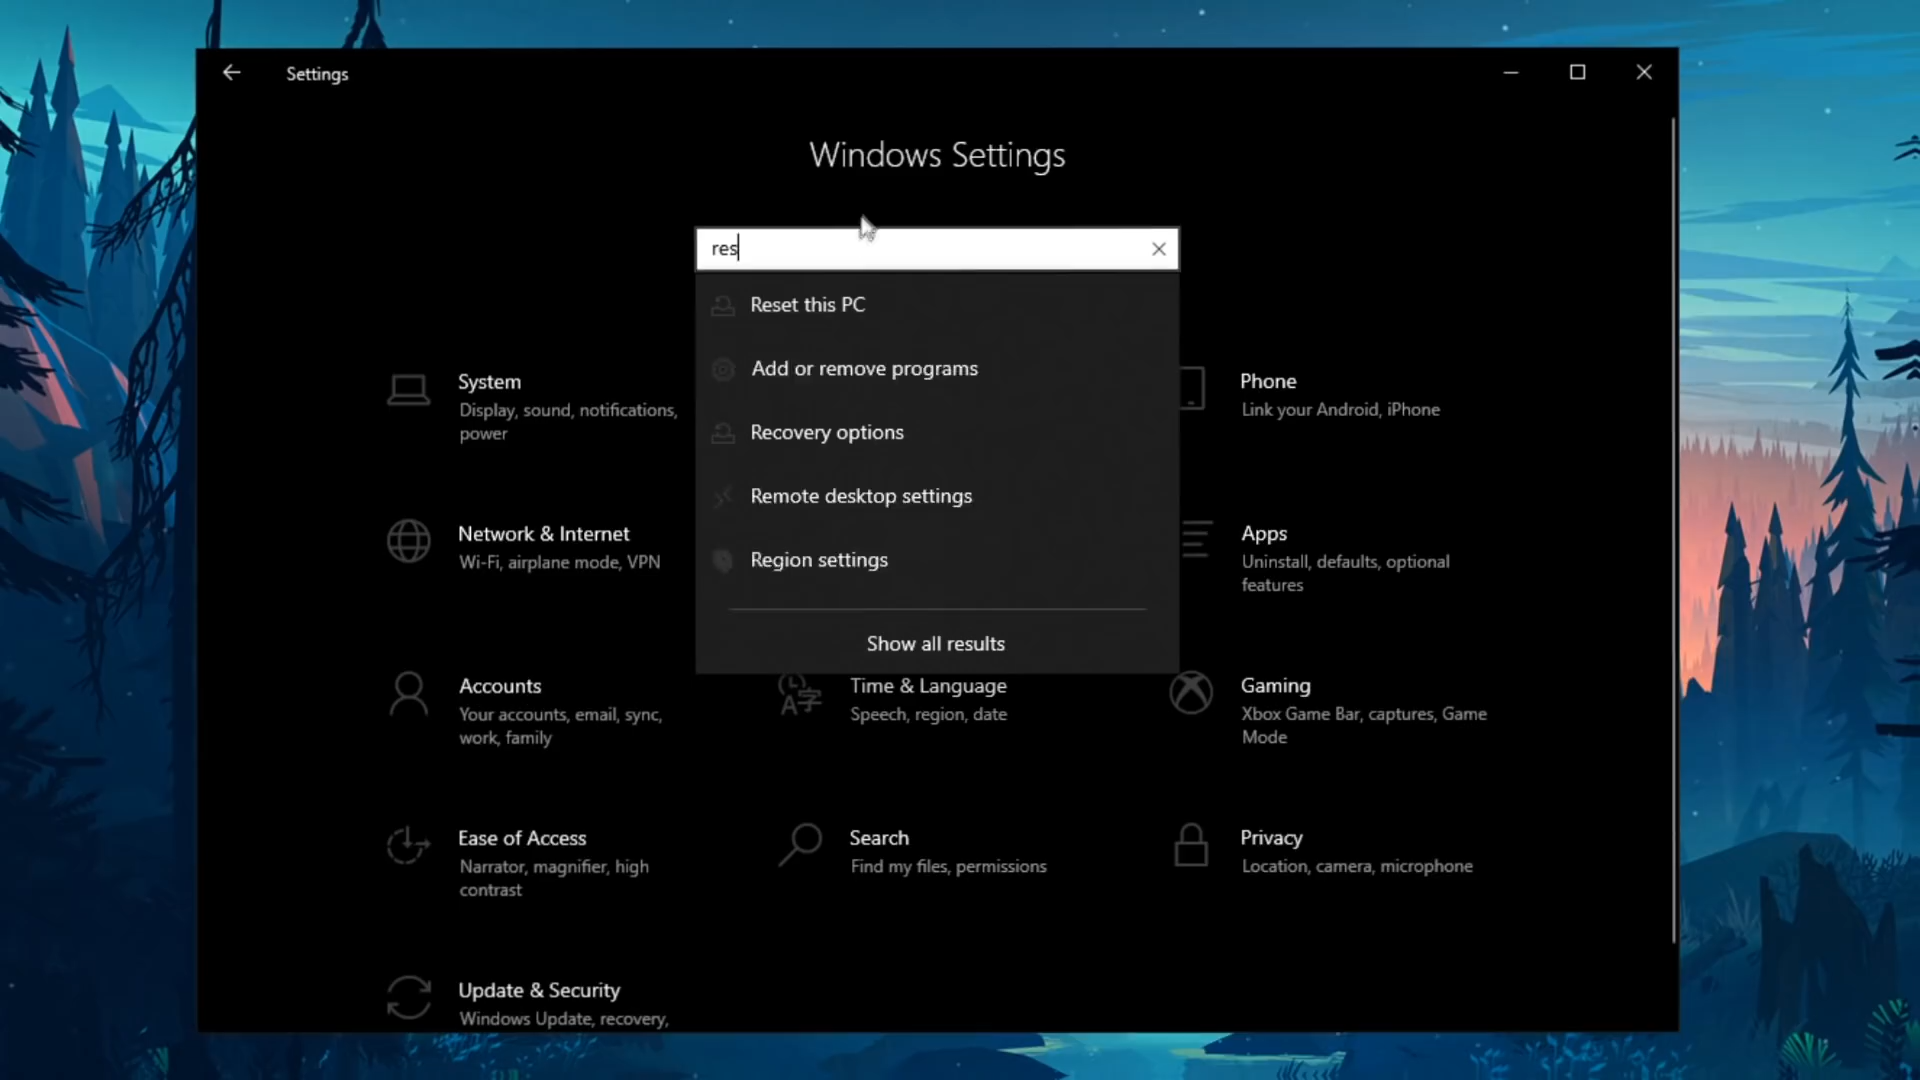 Settings
Windows Settings
res
Reset this PC
Add or remove programs
Recovery options
Remote desktop settings
Region settings
Show all results
System
Display, sound, notifications,
power
Phone
Link your Android, iPhone
Network & Internet
Wi-Fi, airplane mode, VPN
Apps
Uninstall, defaults, optional
features
Accounts
Your accounts, email, sync,
work, family
Time & Language
Speech, region, date
Gaming
Xbox Game Bar, captures, Game
Mode
Ease of Access
Narrator, magnifier, high
contrast
Search
Find my files, permissions
Privacy
Location, camera, microphone
Update & Security
Windows Update, recovery,